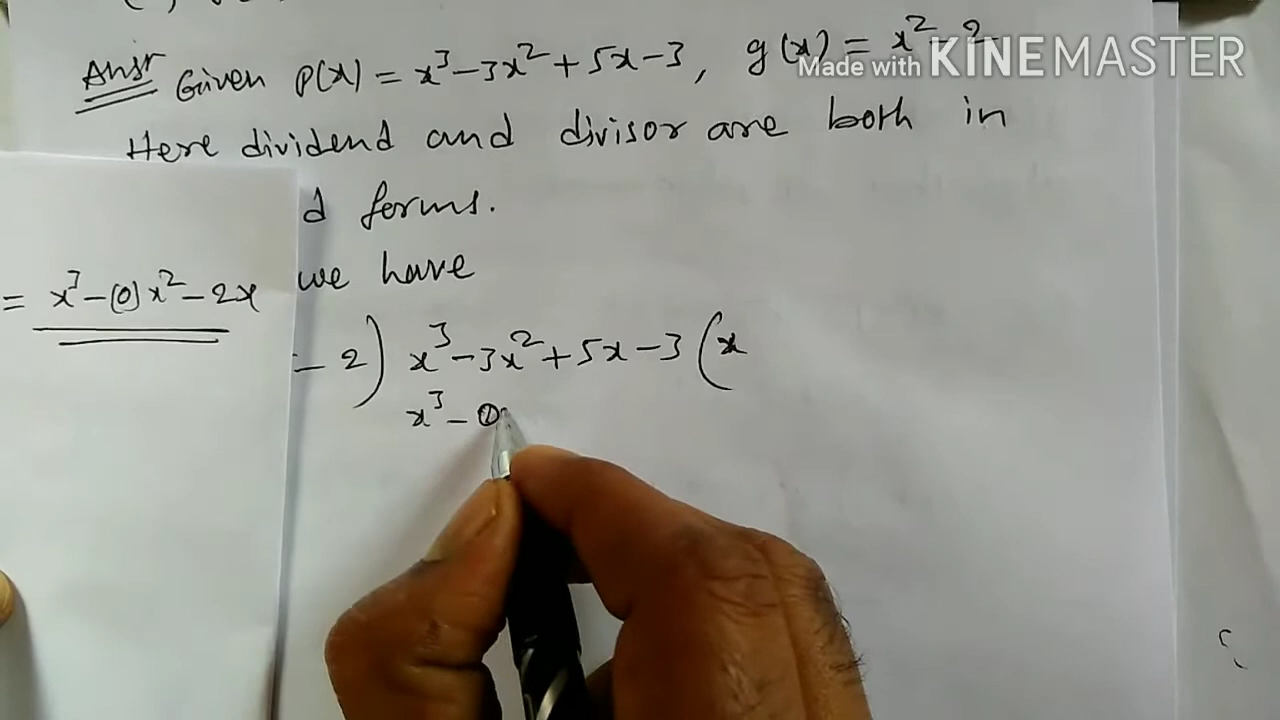 Ansr Given p(x) = x³ - 3x² + 5x - 3, g(x) = x² - 2
Made with KINEMASTER
Here dividend and divisor are both in
d forms.
we have
= x³ - (0)x² - 2x
- 2) x³ - 3x² + 5x - 3 (x
x³ - 0